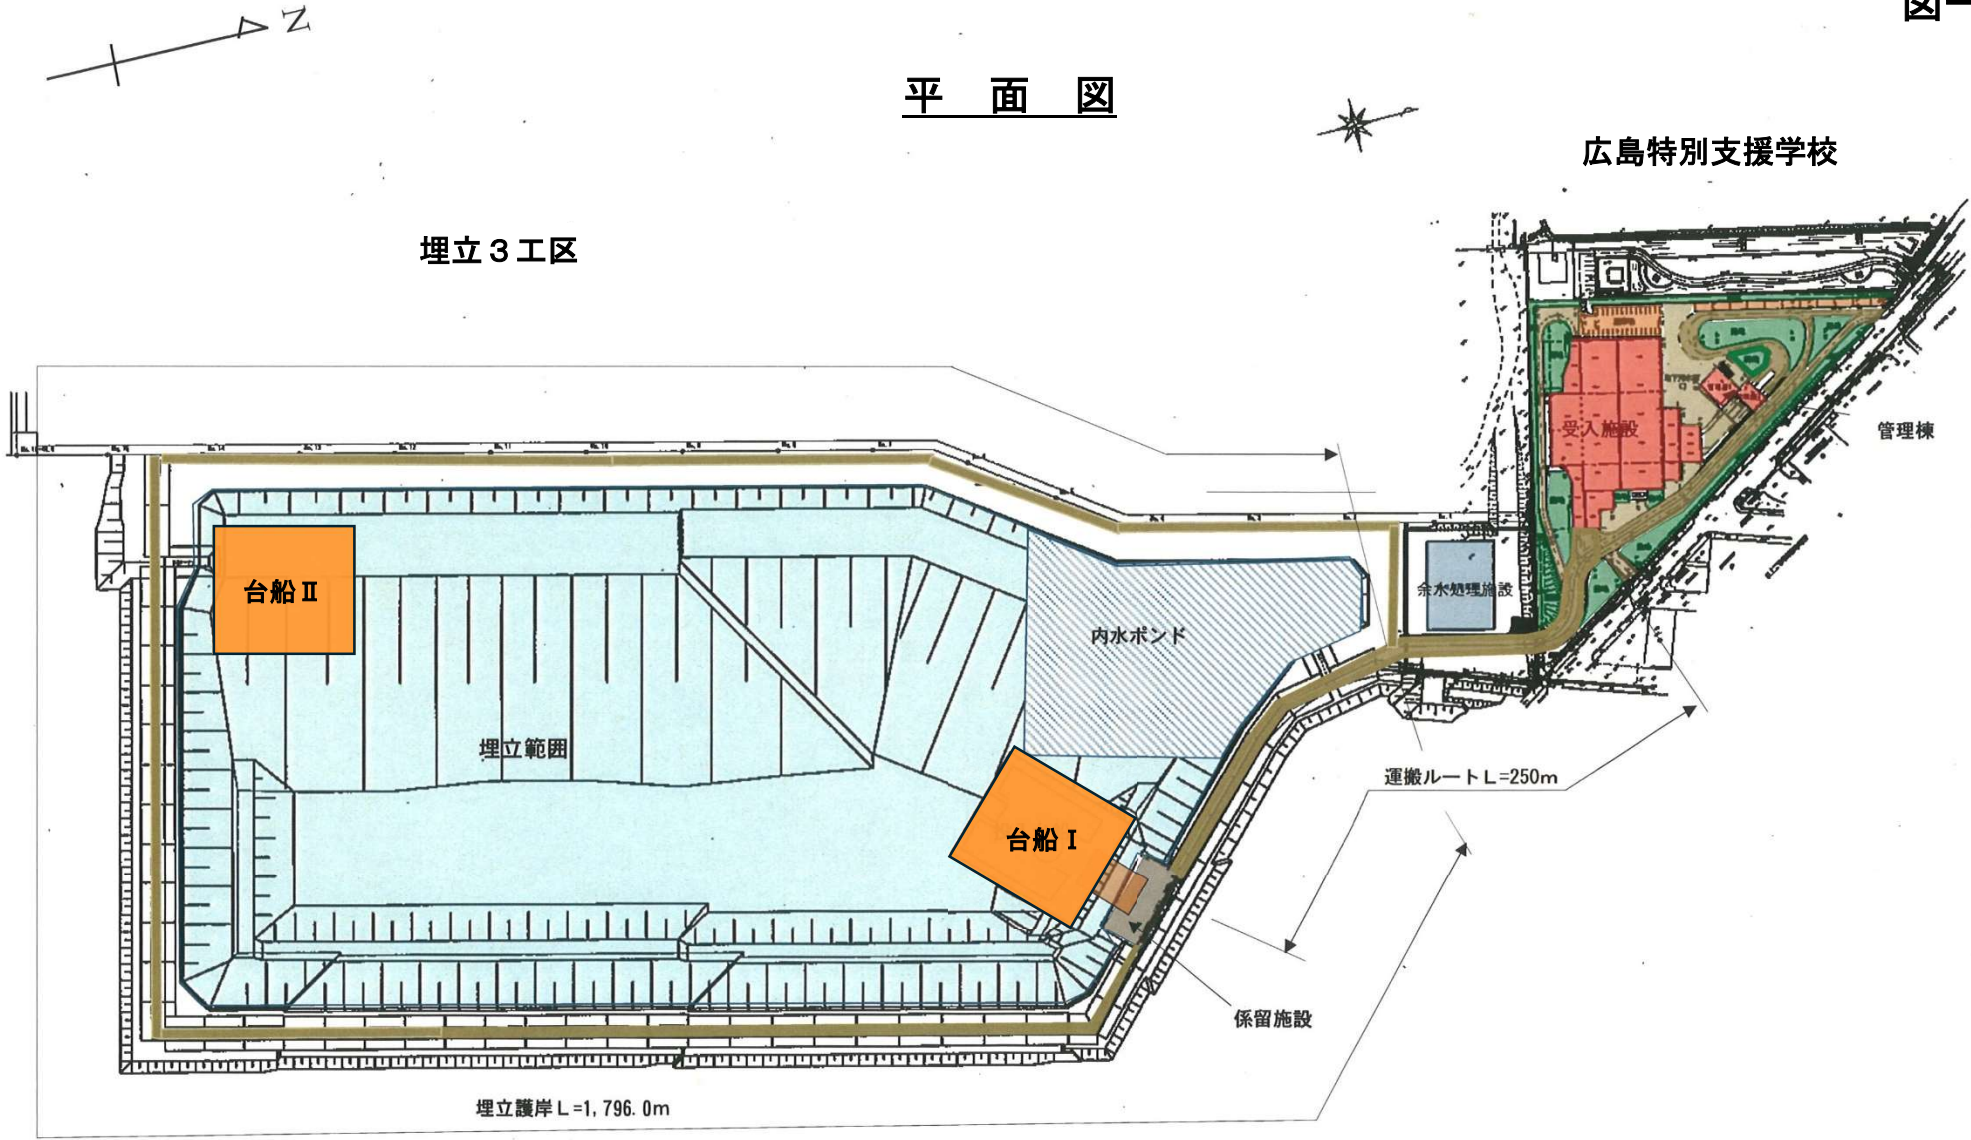 図
N
平 面 図
広島特別支援学校
埋立３工区
受入施設
管理棟
台船Ⅱ
余水処理施設
内水ポンド
埋立範囲
運搬ルートL=250m
台船Ⅰ
係留施設
埋立護岸L=1,796.0m